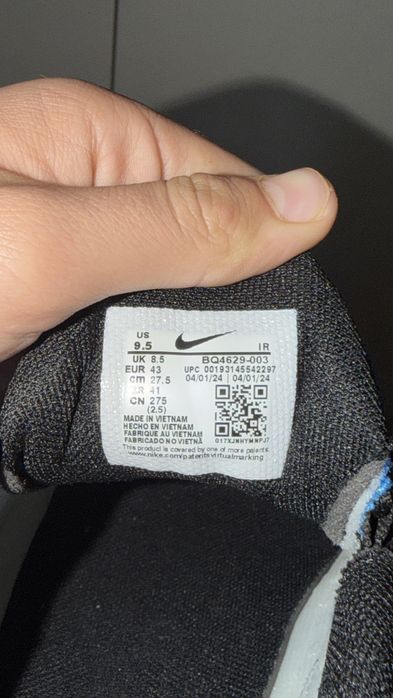 US
9.5 IR
UK 8.5 BQ4629-003
EUR 43 UPC 00193145542297
cm 27.5 04/01/24 | 04/01/24
BR 41
CN 275
(2.5)
MADE IN VIETNAM
HECHO EN VIETNAM
FABRIQUE AU VIETNAM
FABRICADO NO VIETNÃ
This product is covered by one or more patents.
www.nike.com/patentsvirtualmarking